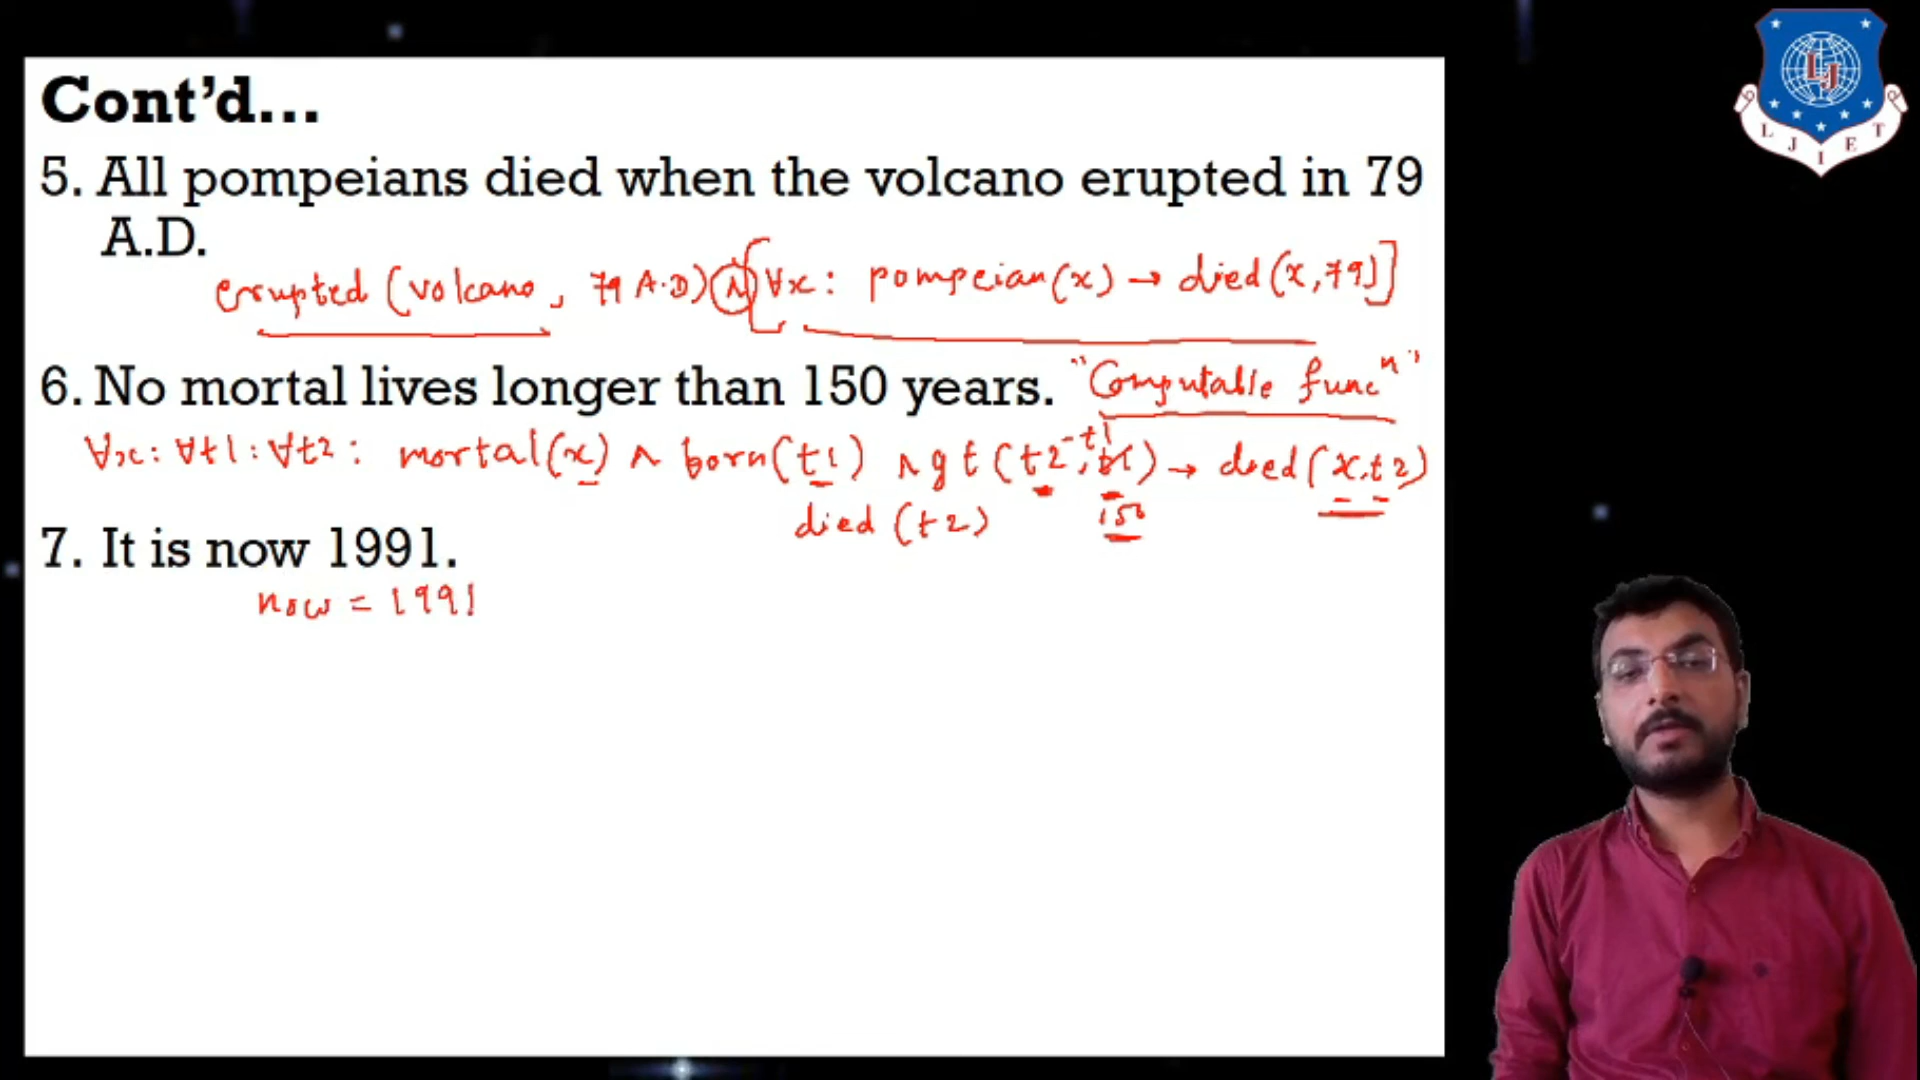 Cont'd...
5. All pompeians died when the volcano erupted in 79
A.D.
erupted (volcano, 79 A.D) ∧ [∀x: pompeian(x) → died(x,79)]
6. No mortal lives longer than 150 years. "Computable funcⁿ"
∀x: ∀t1: ∀t2: mortal(x) ∧ born(t1) ∧ gt(t2-t1, → died(x,t2)
died (t2) 150
7. It is now 1991.
now = 1991
LJ
L J I E T